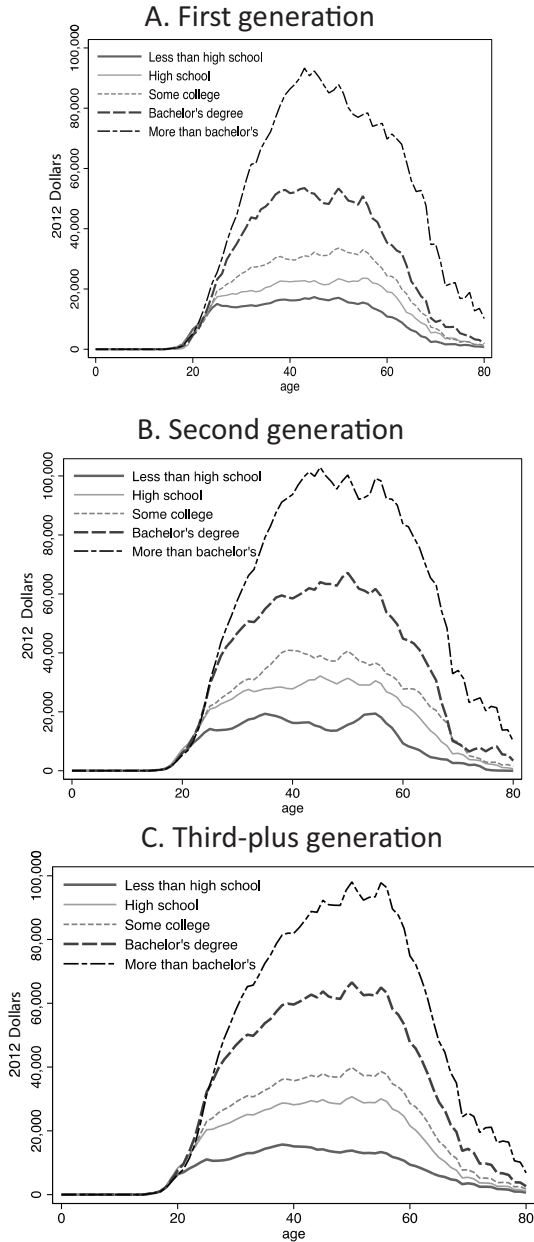 A. First generation
100,000
80,000
60,000
40,000
20,000
0
2012 Dollars
Less than high school
High school
Some college
Bachelor's degree
More than bachelor's
0 20 40 60 80
age
B. Second generation
100,000
80,000
60,000
40,000
20,000
0
2012 Dollars
Less than high school
High school
Some college
Bachelor's degree
More than bachelor's
0 20 40 60 80
age
C. Third-plus generation
100,000
80,000
60,000
40,000
20,000
0
2012 Dollars
Less than high school
High school
Some college
Bachelor's degree
More than bachelor's
0 20 40 60 80
age